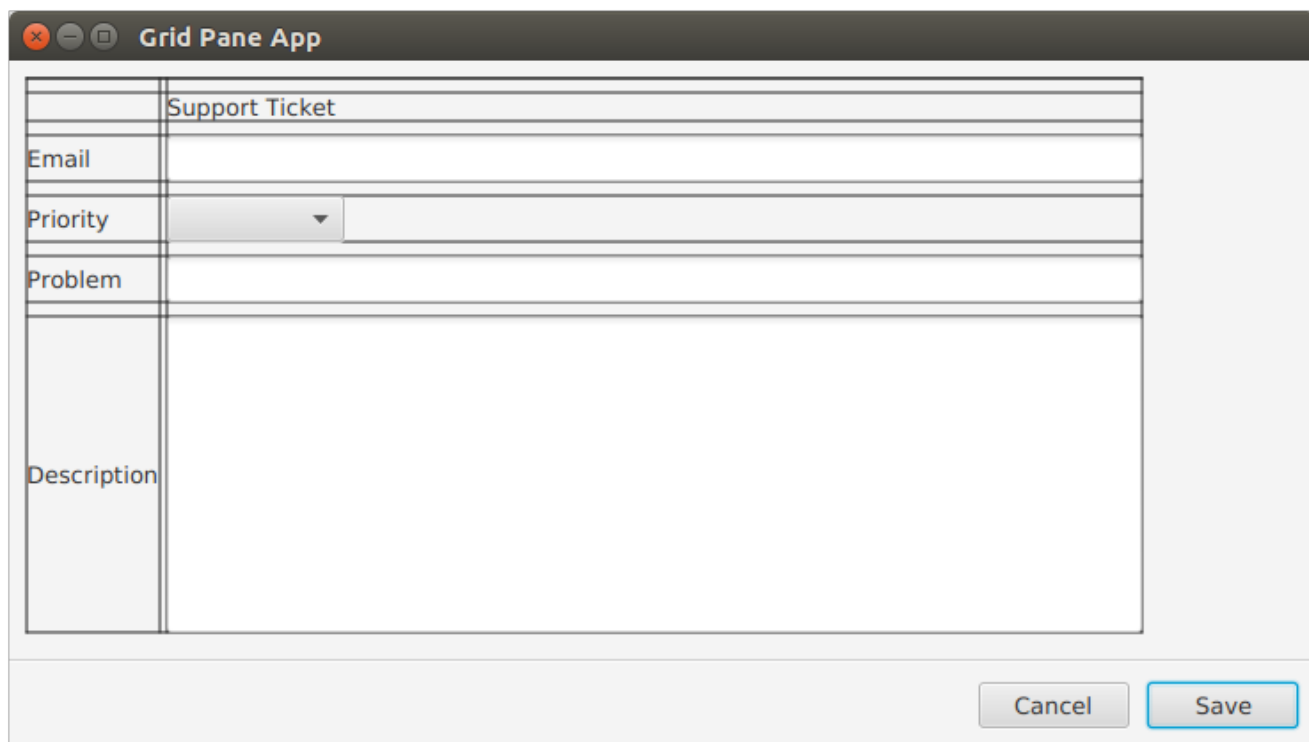 Grid Pane App
Support Ticket
Email
Priority
Problem
Description
Cancel Save